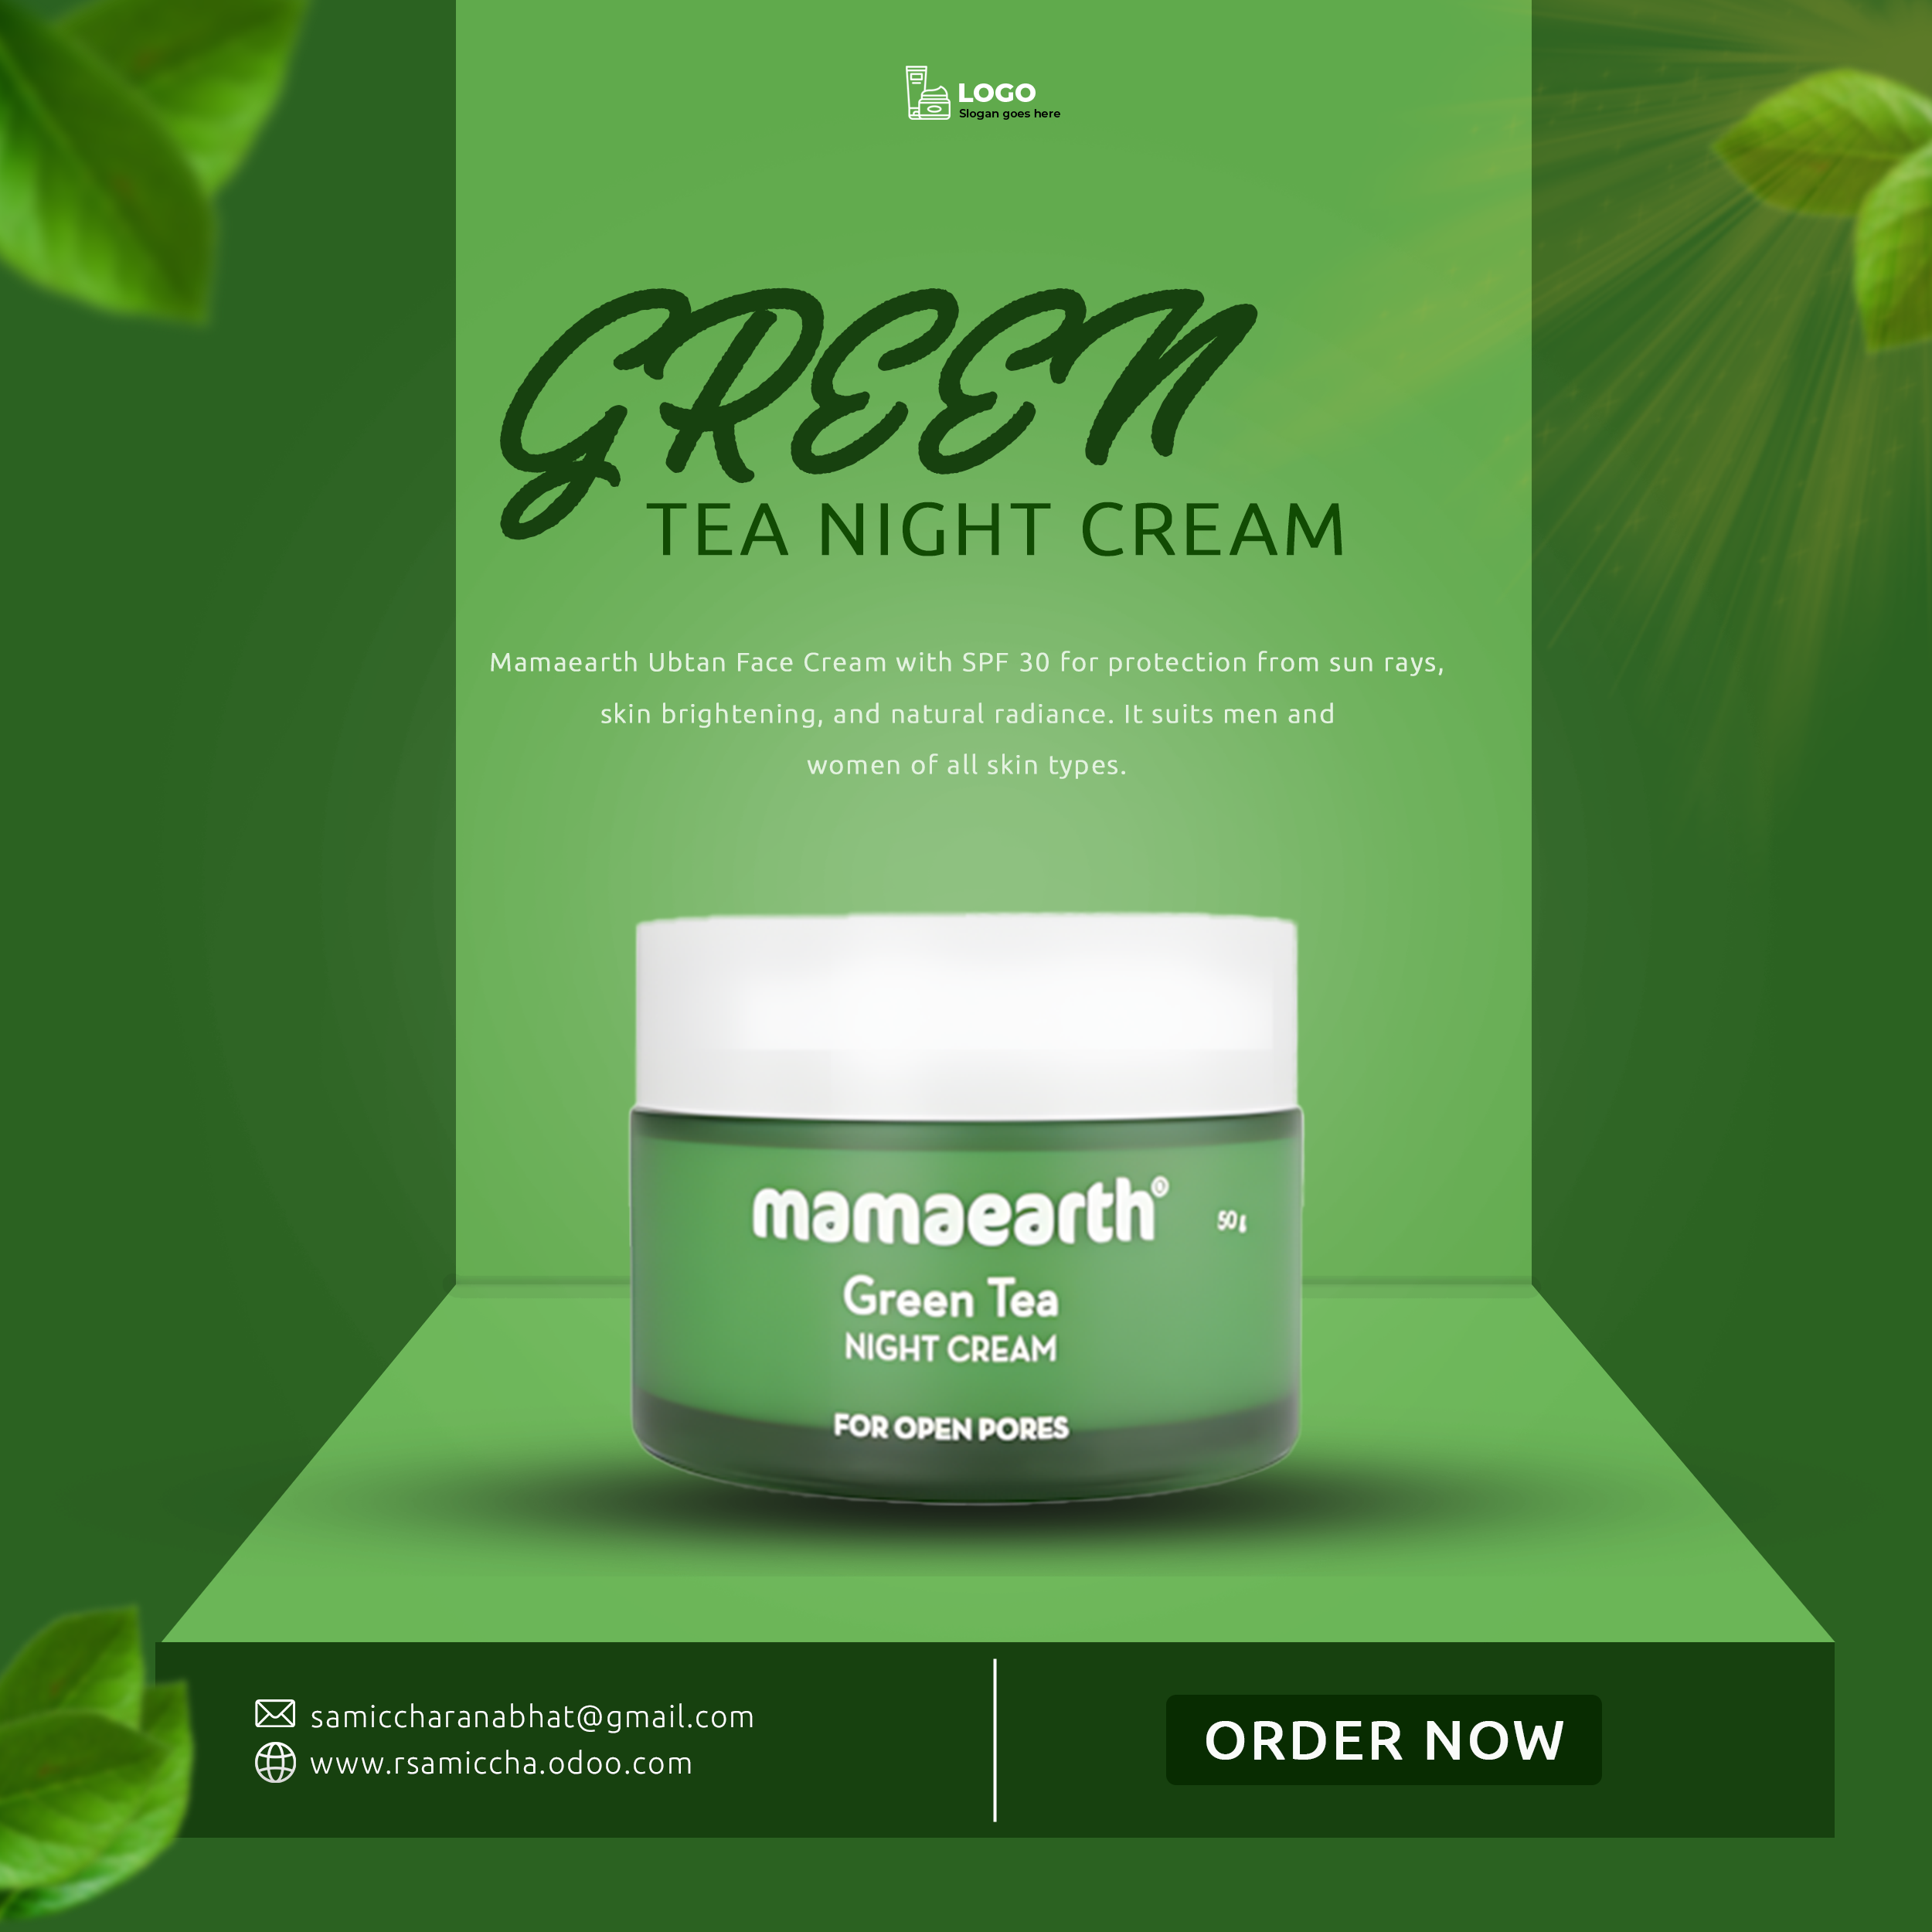 LOGO
Slogan goes here
GREEN
TEA NIGHT CREAM
Mamaearth Ubtan Face Cream with SPF 30 for protection from sun rays,
skin brightening, and natural radiance. It suits men and
women of all skin types.
mamaearth®
50 g
Green Tea
NIGHT CREAM
FOR OPEN PORES
samiccharanabhat@gmail.com
www.rsamiccha.odoo.com
ORDER NOW